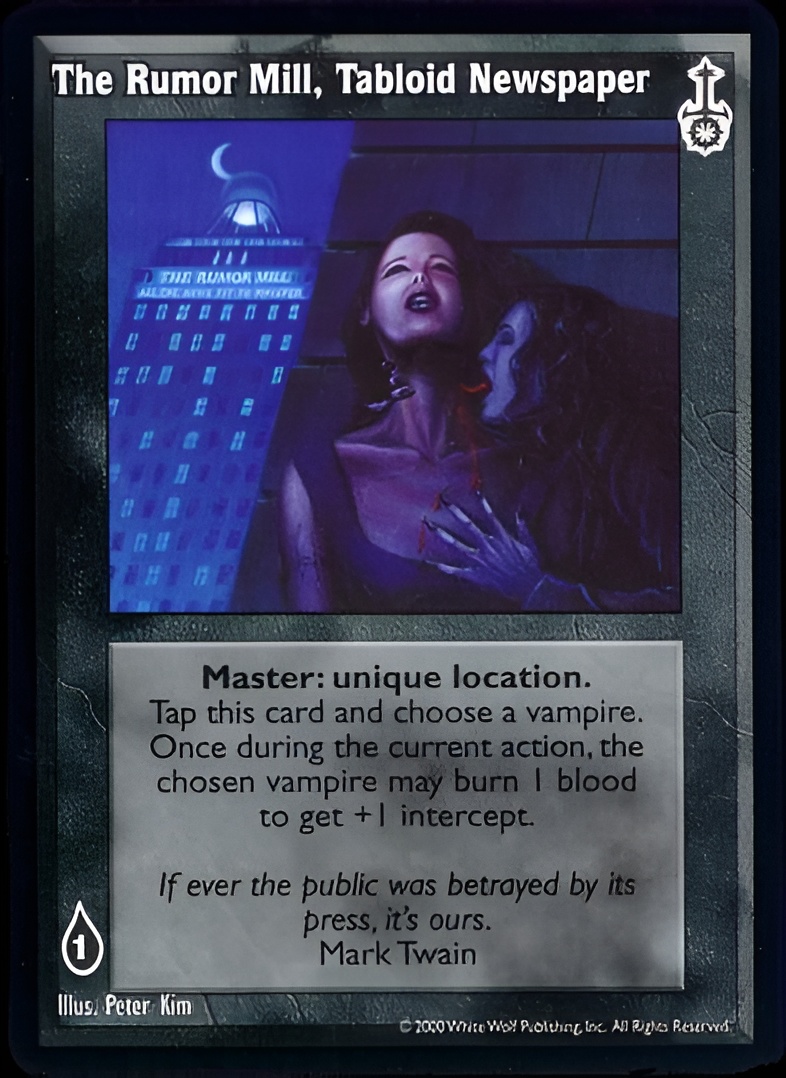 The Rumor Mill, Tabloid Newspaper
THE RUMOR MILL
Master: unique location.
Tap this card and choose a vampire.
Once during the current action, the
chosen vampire may burn 1 blood
to get +1 intercept.
If ever the public was betrayed by its
press, it's ours.
Mark Twain
1
Illus. Peter Kim
© 2000 White Wolf Publishing, Inc. All Rights Reserved.